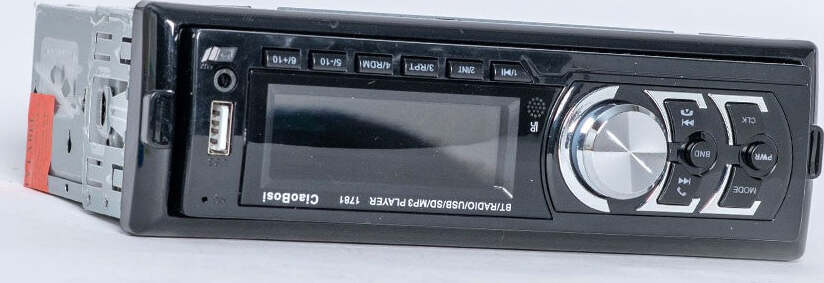 BT/RADIO/USB/SD/MP3 PLAYER 1781 CiaoBosi
MODE
PWR
CLK
BND
IR
1/
2/INT
3/RPT
4/RDM
5/-10
6/+10